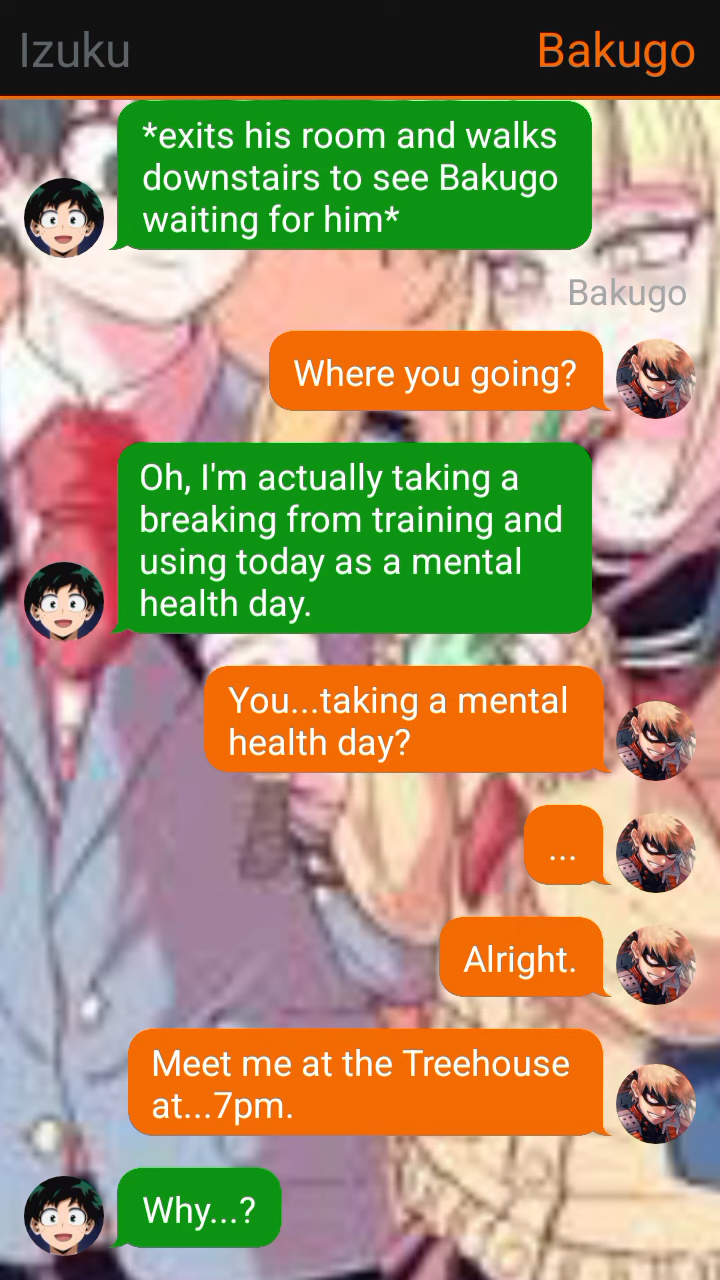 Izuku
Bakugo
*exits his room and walks
downstairs to see Bakugo
waiting for him*
Bakugo
Where you going?
Oh, I'm actually taking a
breaking from training and
using today as a mental
health day.
You...taking a mental
health day?
...
Alright.
Meet me at the Treehouse
at...7pm.
Why...?